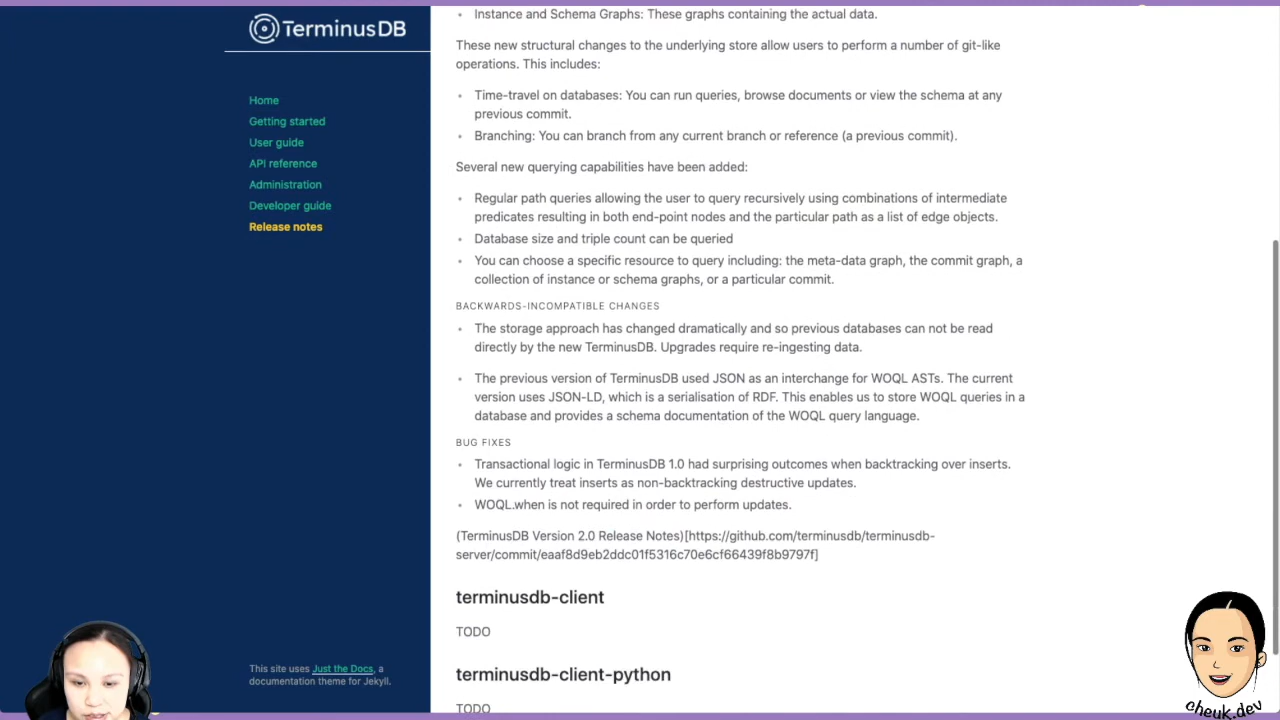 TerminusDB
Home
Getting started
User guide
API reference
Administration
Developer guide
Release notes
This site uses Just the Docs, a
documentation theme for Jekyll.
• Instance and Schema Graphs: These graphs containing the actual data.
These new structural changes to the underlying store allow users to perform a number of git-like
operations. This includes:
• Time-travel on databases: You can run queries, browse documents or view the schema at any
previous commit.
• Branching: You can branch from any current branch or reference (a previous commit).
Several new querying capabilities have been added:
• Regular path queries allowing the user to query recursively using combinations of intermediate
predicates resulting in both end-point nodes and the particular path as a list of edge objects.
• Database size and triple count can be queried
• You can choose a specific resource to query including: the meta-data graph, the commit graph, a
collection of instance or schema graphs, or a particular commit.
BACKWARDS-INCOMPATIBLE CHANGES
• The storage approach has changed dramatically and so previous databases can not be read
directly by the new TerminusDB. Upgrades require re-ingesting data.
• The previous version of TerminusDB used JSON as an interchange for WOQL ASTs. The current
version uses JSON-LD, which is a serialisation of RDF. This enables us to store WOQL queries in a
database and provides a schema documentation of the WOQL query language.
BUG FIXES
• Transactional logic in TerminusDB 1.0 had surprising outcomes when backtracking over inserts.
We currently treat inserts as non-backtracking destructive updates.
• WOQL.when is not required in order to perform updates.
(TerminusDB Version 2.0 Release Notes)[https://github.com/terminusdb/terminusdb-
server/commit/eaaf8d9eb2ddc01f5316c70e6cf66439f8b9797f]
terminusdb-client
TODO
terminusdb-client-python
TODO
cheuk.dev